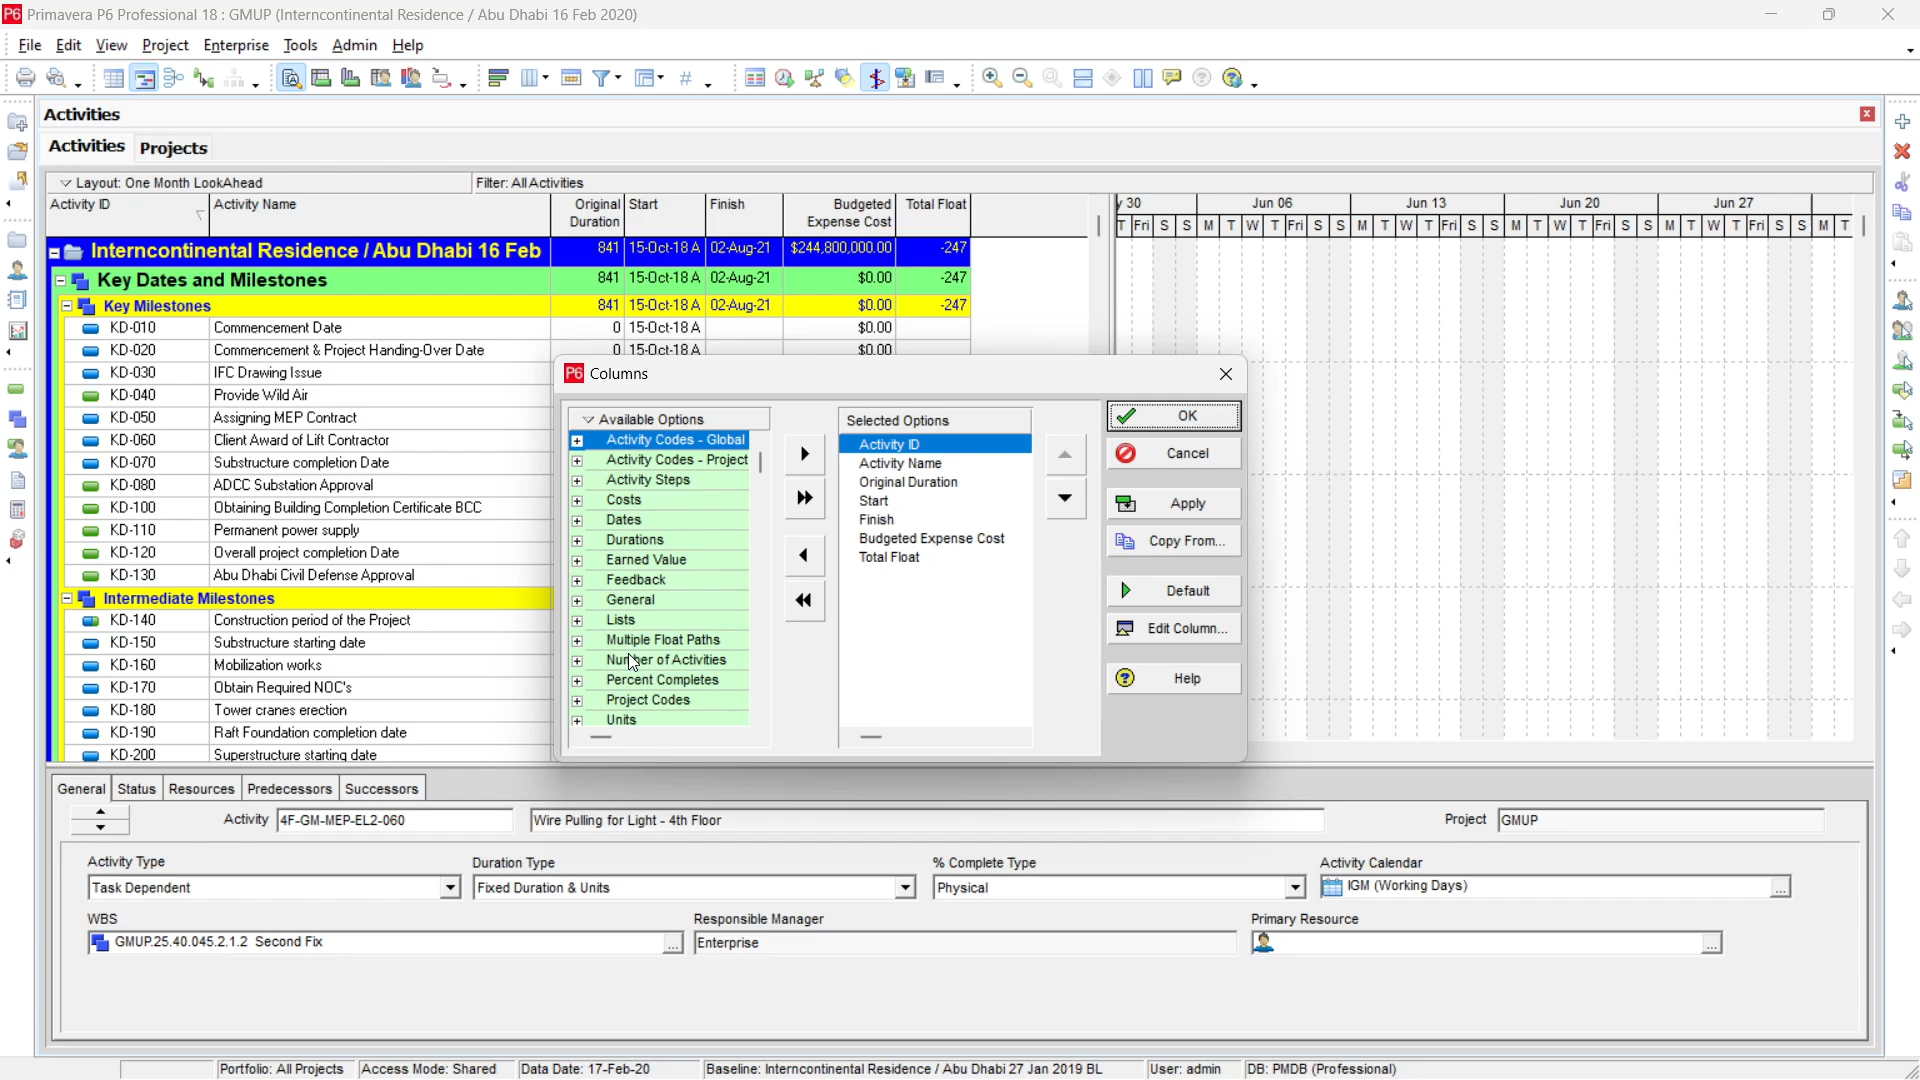 P6 Primavera P6 Professional 18 : GMUP (Interncontinental Residence / Abu Dhabi 16 Feb 2020)
File Edit View Project Enterprise Tools Admin Help
Activities
Activities Projects
Layout: One Month LookAhead Filter: All Activities
Activity ID Activity Name Original Duration Start Finish Budgeted Expense Cost Total Float
y 30 Jun 06 Jun 13 Jun 20 Jun 27
T Fri S S M T W T Fri S S M T W T Fri S S M T W T Fri S S M T W T Fri S S M T
Interncontinental Residence / Abu Dhabi 16 Feb 841 15-Oct-18 A 02-Aug-21 $244,800,000.00 -247
Key Dates and Milestones 841 15-Oct-18 A 02-Aug-21 $0.00 -247
Key Milestones 841 15-Oct-18 A 02-Aug-21 $0.00 -247
KD-010 Commencement Date 0 15-Oct-18 A $0.00
KD-020 Commencement & Project Handing-Over Date 0 15-Oct-18 A $0.00
KD-030 IFC Drawing Issue
KD-040 Provide Wild Air
KD-050 Assigning MEP Contract
KD-060 Client Award of Lift Contractor
KD-070 Substructure completion Date
KD-080 ADCC Substation Approval
KD-100 Obtaining Building Completion Certificate BCC
KD-110 Permanent power supply
KD-120 Overall project completion Date
KD-130 Abu Dhabi Civil Defense Approval
Intermediate Milestones
KD-140 Construction period of the Project
KD-150 Substructure starting date
KD-160 Mobilization works
KD-170 Obtain Required NOC's
KD-180 Tower cranes erection
KD-190 Raft Foundation completion date
KD-200 Superstructure starting date
P6 Columns
Available Options
Activity Codes - Global
Activity Codes - Project
Activity Steps
Costs
Dates
Durations
Earned Value
Feedback
General
Lists
Multiple Float Paths
Number of Activities
Percent Completes
Project Codes
Units
Selected Options
Activity ID
Activity Name
Original Duration
Start
Finish
Budgeted Expense Cost
Total Float
OK
Cancel
Apply
Copy From...
Default
Edit Column...
Help
General Status Resources Predecessors Successors
Activity 4F-GM-MEP-EL2-060 Wire Pulling for Light - 4th Floor Project GMUP
Activity Type Duration Type % Complete Type Activity Calendar
Task Dependent Fixed Duration & Units Physical IGM (Working Days) ...
WBS Responsible Manager Primary Resource
GMUP.25.40.045.2.1.2 Second Fix ... Enterprise ...
Portfolio: All Projects Access Mode: Shared Data Date: 17-Feb-20 Baseline: Interncontinental Residence / Abu Dhabi 27 Jan 2019 BL User: admin DB: PMDB (Professional)